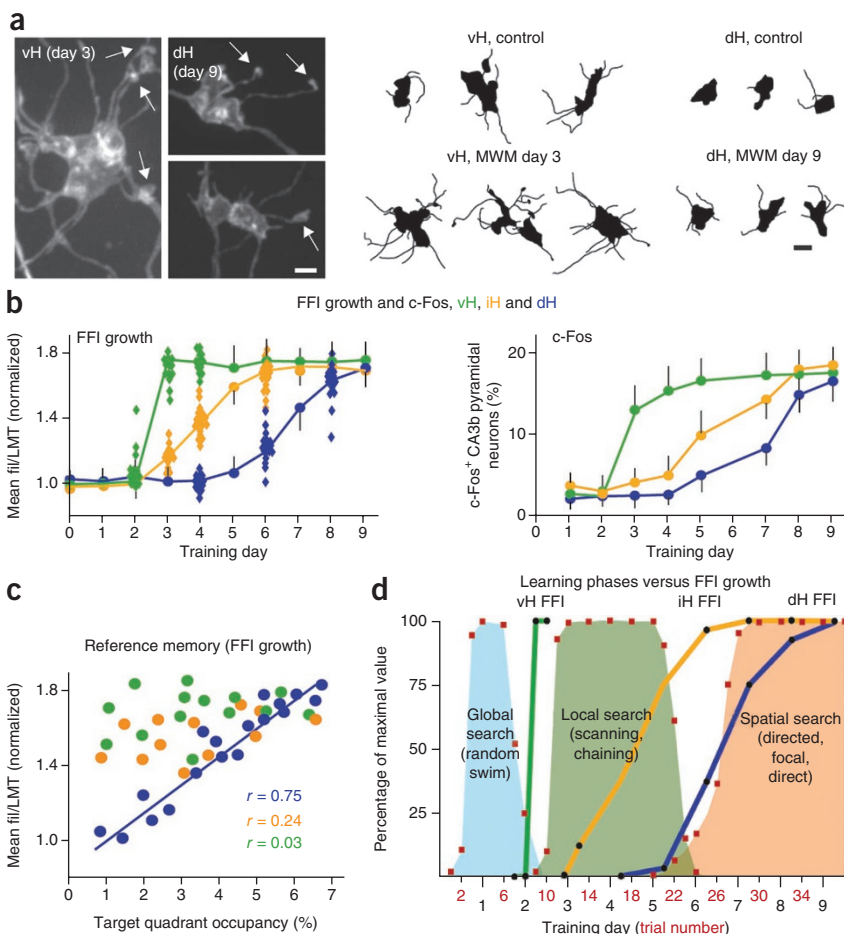 a
vH (day 3)
dH
(day 9)
vH, control
dH, control
vH, MWM day 3
dH, MWM day 9
b
FFI growth and c-Fos, vH, iH and dH
FFI growth
Mean fil/LMT (normalized)
1.8
1.4
1.0
0 1 2 3 4 5 6 7 8 9
Training day
c-Fos
c-Fos+ CA3b pyramidal
neurons (%)
20
10
0
0 1 2 3 4 5 6 7 8 9
Training day
c
Reference memory (FFI growth)
Mean fil/LMT (normalized)
1.8
1.4
1.0
r = 0.75
r = 0.24
r = 0.03
0 1 2 3 4 5 6 7
Target quadrant occupancy (%)
d
Learning phases versus FFI growth
vH FFI
iH FFI
dH FFI
Percentage of maximal value
100
75
50
25
Global
search
(random
swim)
Local search
(scanning,
chaining)
Spatial search
(directed,
focal,
direct)
2 6 10 14 18 22 26 30 34
1 2 3 4 5 6 7 8 9
Training day (trial number)